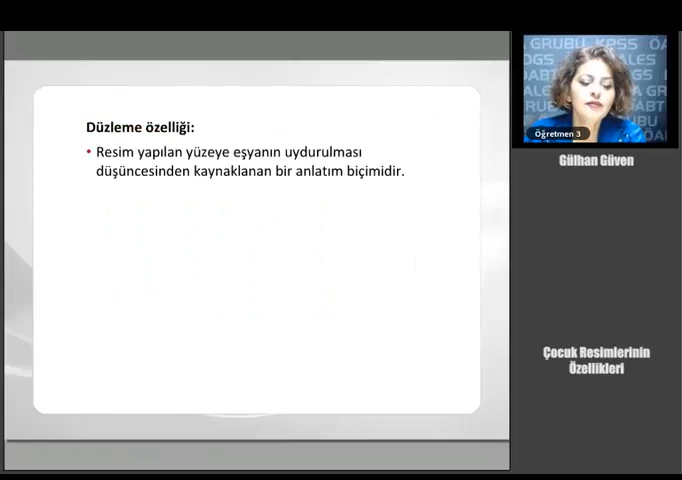 Düzleme özelliği:
• Resim yapılan yüzeye eşyanın uydurulması
düşüncesinden kaynaklanan bir anlatım biçimidir.
Öğretmen 3
Gülhan Güven
Çocuk Resimlerinin
Özellikleri